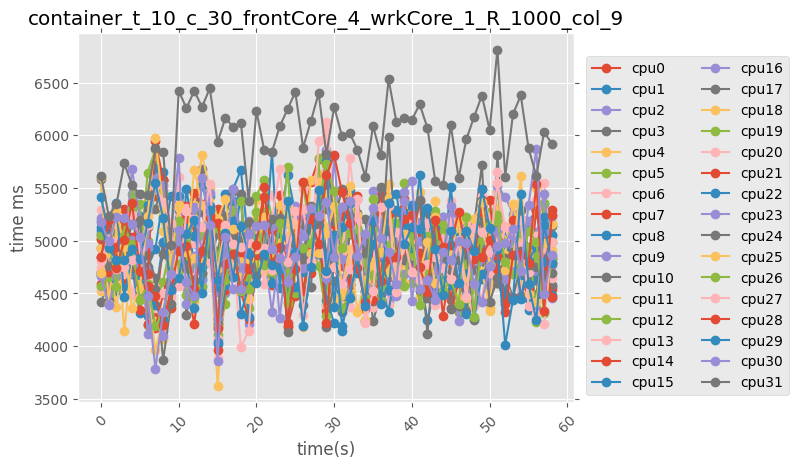 container_t_10_c_30_frontCore_4_wrkCore_1_R_1000_col_9
time ms
6500
6000
5500
5000
4500
4000
3500
0
10
20
30
40
50
60
time(s)
cpu0
cpu1
cpu2
cpu3
cpu4
cpu5
cpu6
cpu7
cpu8
cpu9
cpu10
cpu11
cpu12
cpu13
cpu14
cpu15
cpu16
cpu17
cpu18
cpu19
cpu20
cpu21
cpu22
cpu23
cpu24
cpu25
cpu26
cpu27
cpu28
cpu29
cpu30
cpu31